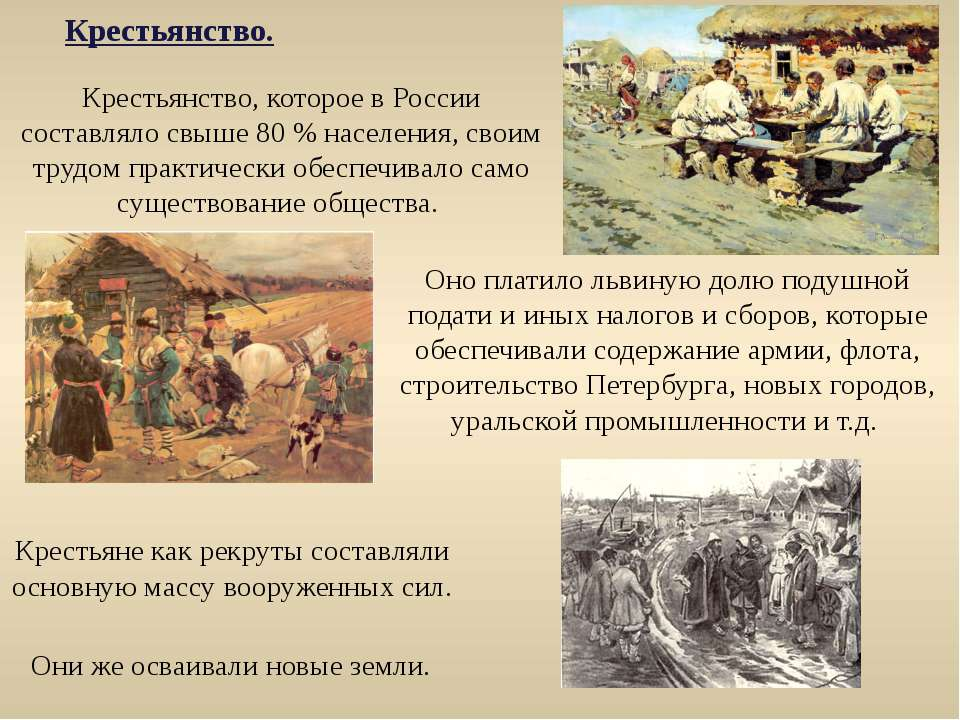 Крестьянство.
Крестьянство, которое в России
составляло свыше 80 % населения, своим
трудом практически обеспечивало само
существование общества.
Оно платило львиную долю подушной
подати и иных налогов и сборов, которые
обеспечивали содержание армии, флота,
строительство Петербурга, новых городов,
уральской промышленности и т.д.
Крестьяне как рекруты составляли
основную массу вооруженных сил.
Они же осваивали новые земли.